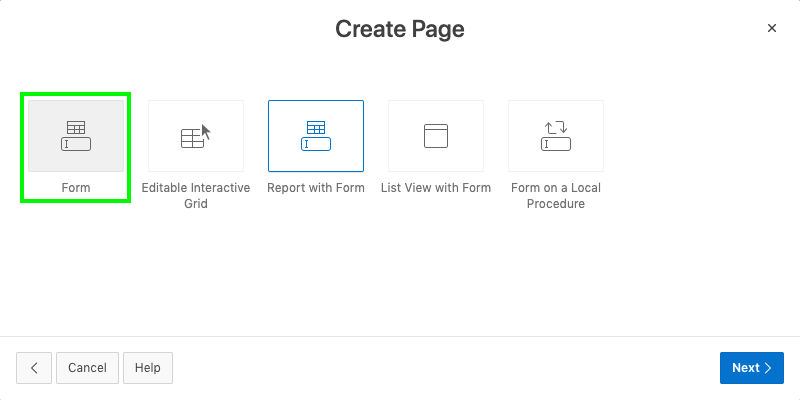 Create Page
Form
Editable Interactive
Grid
Report with Form
List View with Form
Form on a Local
Procedure
Cancel
Help
Next